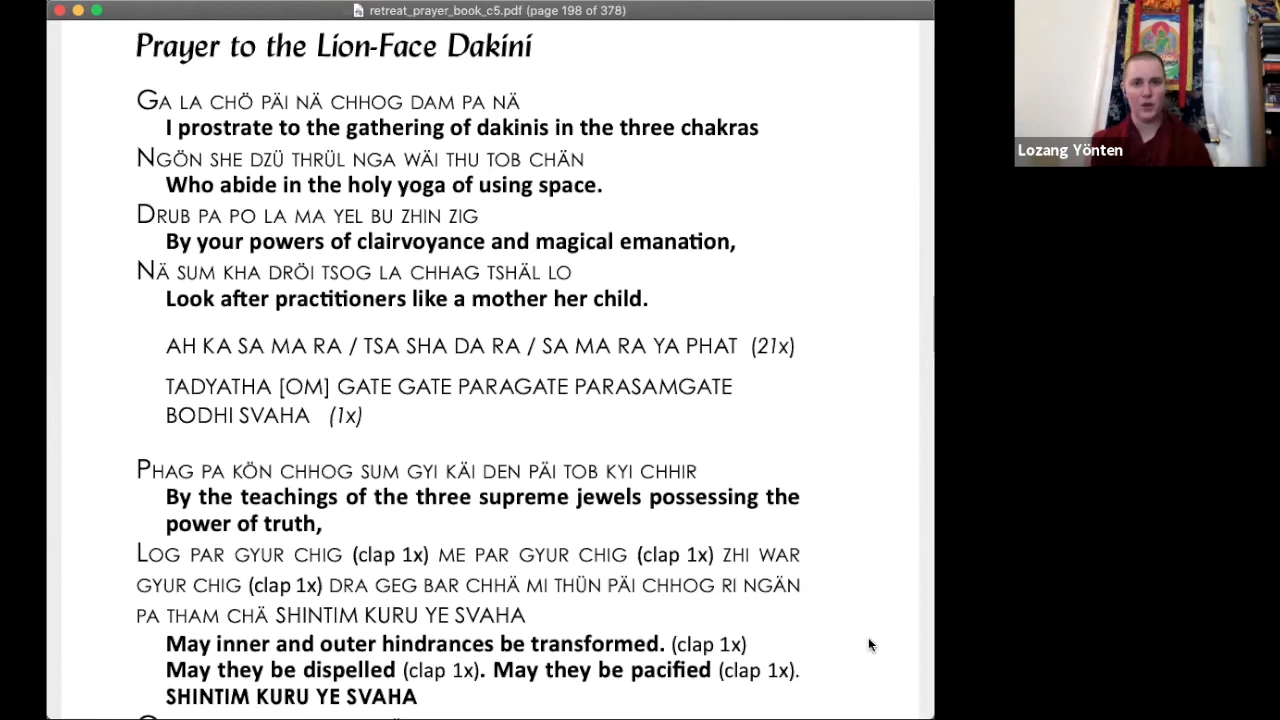 retreat_prayer_book_c5.pdf (page 198 of 378)
Prayer to the Lion-Face Dakini
GA LA CHÖ PÄI NÄ CHHOG DAM PA NÄ
I prostrate to the gathering of dakinis in the three chakras
NGÖN SHE DZÜ THRÜL NGA WÄI THU TOB CHÄN
Who abide in the holy yoga of using space.
DRUB PA PO LA MA YEL BU ZHIN ZIG
By your powers of clairvoyance and magical emanation,
NÄ SUM KHA DRÖI TSOG LA CHHAG TSHÄL LO
Look after practitioners like a mother her child.
AH KA SA MA RA / TSA SHA DA RA / SA MA RA YA PHAT (21x)
TADYATHA [OM] GATE GATE PARAGATE PARASAMGATE
BODHI SVAHA (1x)
PHAG PA KÖN CHHOG SUM GYI KÄI DEN PÄI TOB KYI CHHIR
By the teachings of the three supreme jewels possessing the
power of truth,
LOG PAR GYUR CHIG (clap 1x) ME PAR GYUR CHIG (clap 1x) ZHI WAR
GYUR CHIG (clap 1x) DRA GEG BAR CHHÄ MI THÜN PÄI CHHOG RI NGÄN
PA THAM CHÄ SHINTIM KURU YE SVAHA
May inner and outer hindrances be transformed. (clap 1x)
May they be dispelled (clap 1x). May they be pacified (clap 1x).
SHINTIM KURU YE SVAHA
Lozang Yönten